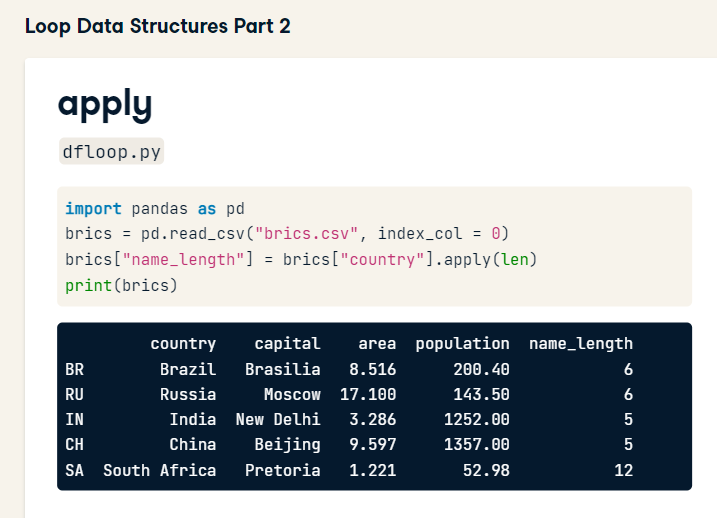 Loop Data Structures Part 2
apply
dfloop.py
import pandas as pd
brics = pd.read_csv("brics.csv", index_col = 0)
brics["name_length"] = brics["country"].apply(len)
print(brics)
country capital area population name_length
BR Brazil Brasilia 8.516 200.40 6
RU Russia Moscow 17.100 143.50 6
IN India New Delhi 3.286 1252.00 5
CH China Beijing 9.597 1357.00 5
SA South Africa Pretoria 1.221 52.98 12